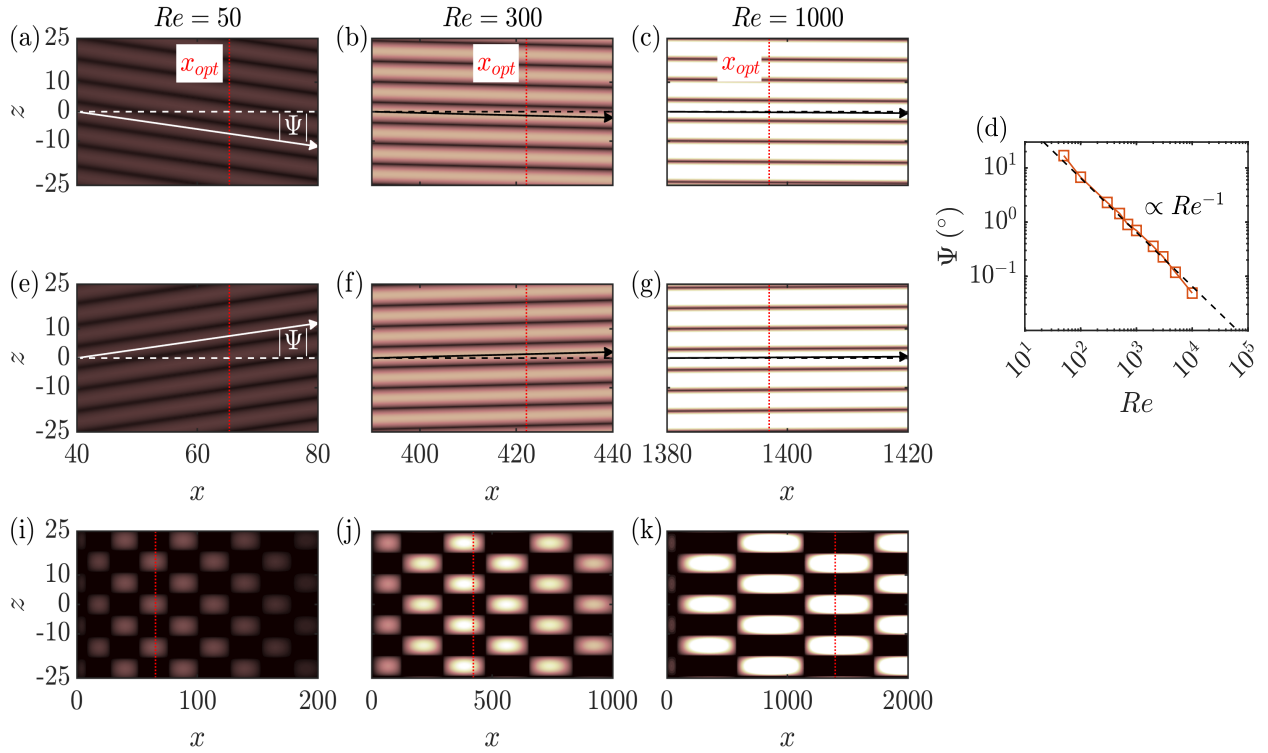 Re = 50
Re = 300
Re = 1000
(a)
(b)
(c)
25
10
0
-10
-25
z
x_opt
x_opt
x_opt
|Ψ|
(d)
10^1
10^0
10^-1
Ψ (°)
∝ Re^-1
10^1
10^2
10^3
10^4
10^5
Re
(e)
(f)
(g)
25
10
0
-10
-25
z
|Ψ|
40
60
80
400
420
440
1380
1400
1420
x
x
x
(i)
(j)
(k)
25
10
0
-10
-25
z
0
100
200
0
500
1000
0
1000
2000
x
x
x